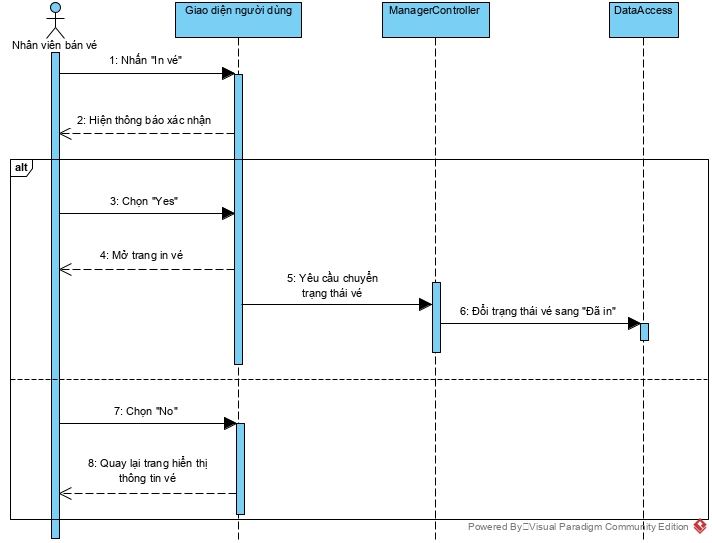 Nhân viên bán vé
Giao diện người dùng
ManagerController
DataAccess
1: Nhấn "In vé"
2: Hiện thông báo xác nhận
alt
3: Chọn "Yes"
4: Mở trang in vé
5: Yêu cầu chuyển
trạng thái vé
6: Đổi trạng thái vé sang "Đã in"
7: Chọn "No"
8: Quay lại trang hiển thị
thông tin vé
Powered By Visual Paradigm Community Edition